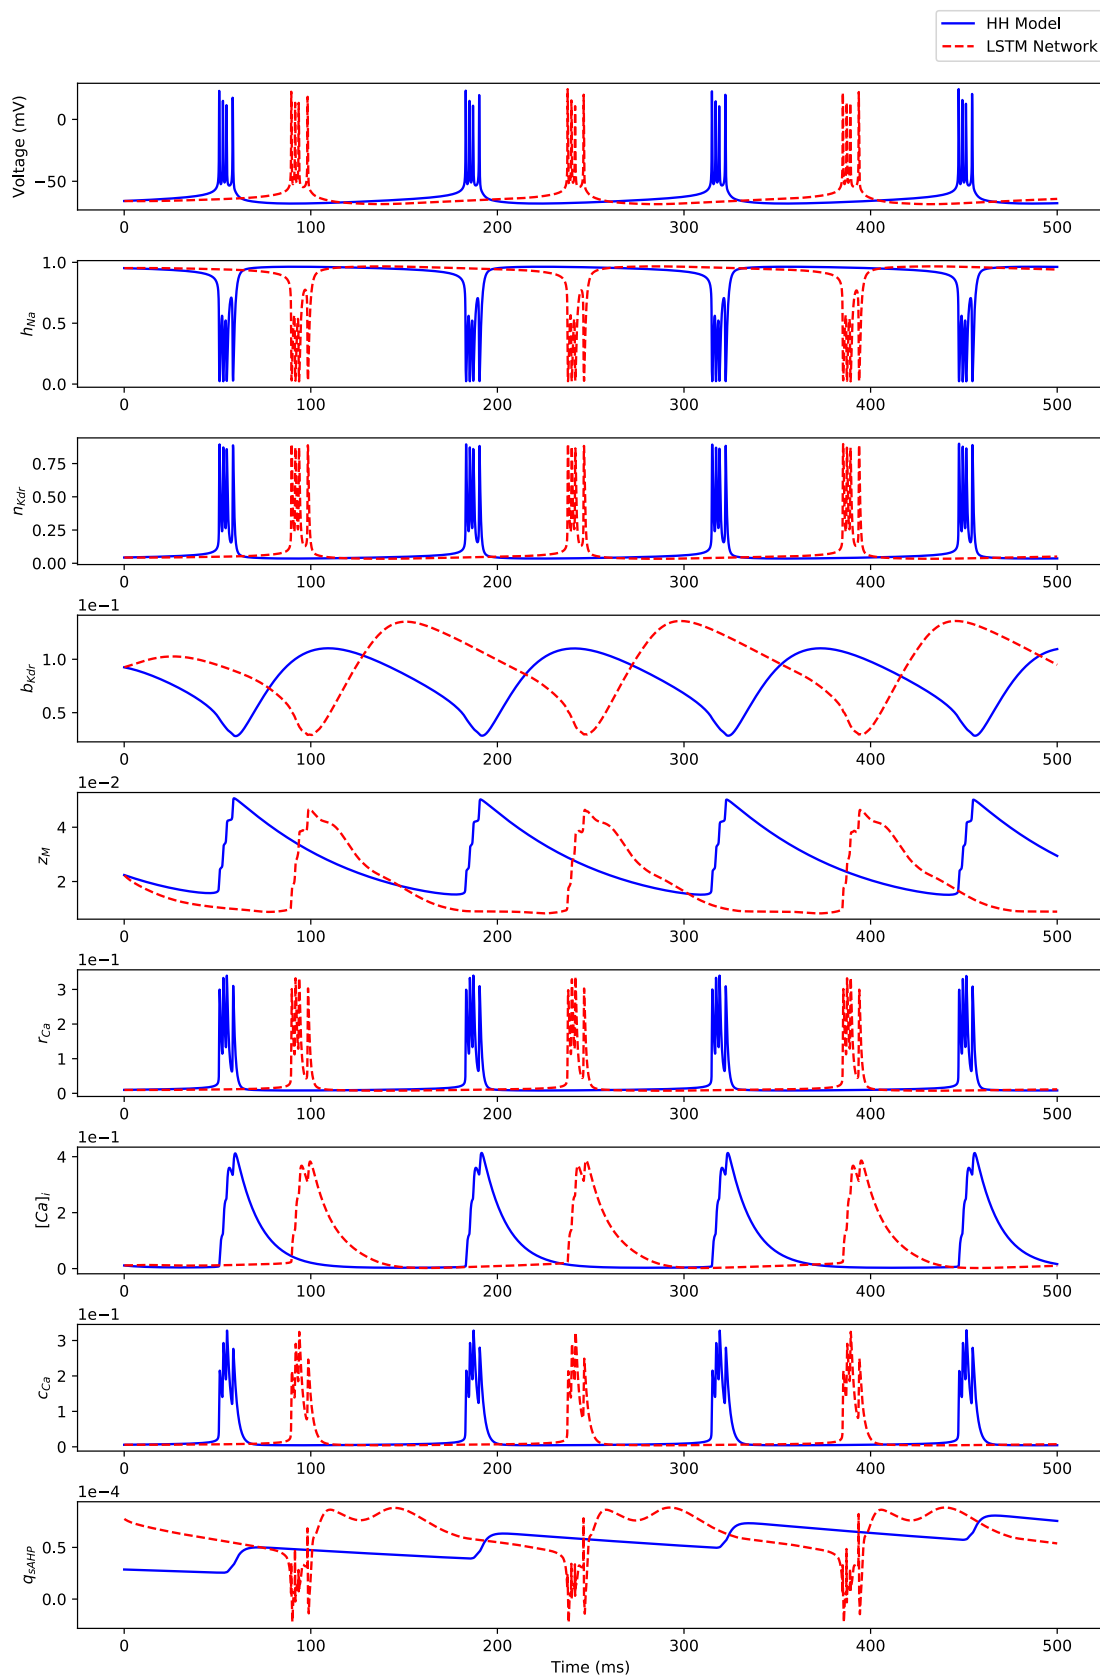 HH Model
LSTM Network
Voltage (mV)
0
−50
0 100 200 300 400 500
h_Na
1.0
0.5
0.0
0 100 200 300 400 500
n_Kdr
0.75
0.50
0.25
0.00
0 100 200 300 400 500
1e−1
b_Kdr
1.0
0.5
0 100 200 300 400 500
1e−2
z_M
4
2
0 100 200 300 400 500
1e−1
r_Ca
3
2
1
0
0 100 200 300 400 500
1e−1
[Ca]_i
4
2
0
0 100 200 300 400 500
1e−1
c_Ca
3
2
1
0
0 100 200 300 400 500
1e−4
q_sAHP
0.5
0.0
0 100 200 300 400 500
Time (ms)